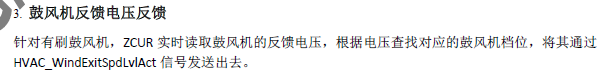 3. 鼓风机反馈电压反馈
针对有刷鼓风机，ZCUR 实时读取鼓风机的反馈电压，根据电压查找对应的鼓风机档位，将其通过
HVAC_WindExitSpdLvlAct 信号发送出去。